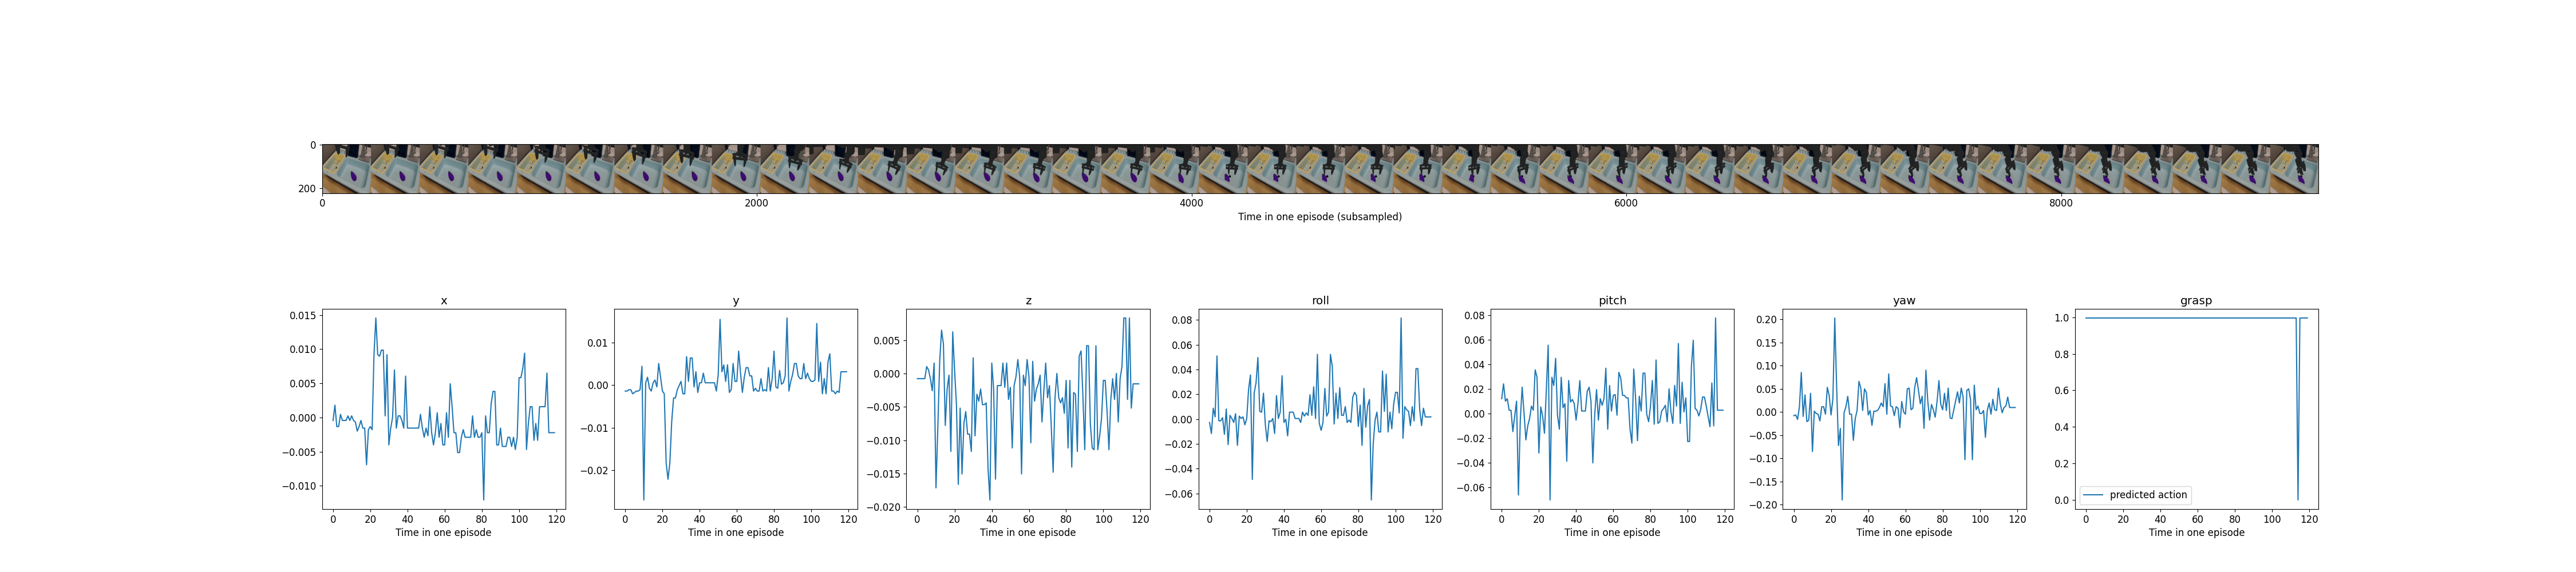 0
200
0 2000 4000 6000 8000
Time in one episode (subsampled)
x
0.015
0.010
0.005
0.000
−0.005
−0.010
0 20 40 60 80 100 120
Time in one episode
y
0.01
0.00
−0.01
−0.02
0 20 40 60 80 100 120
Time in one episode
z
0.005
0.000
−0.005
−0.010
−0.015
−0.020
0 20 40 60 80 100 120
Time in one episode
roll
0.08
0.06
0.04
0.02
0.00
−0.02
−0.04
−0.06
0 20 40 60 80 100 120
Time in one episode
pitch
0.08
0.06
0.04
0.02
0.00
−0.02
−0.04
−0.06
0 20 40 60 80 100 120
Time in one episode
yaw
0.20
0.15
0.10
0.05
0.00
−0.05
−0.10
−0.15
−0.20
0 20 40 60 80 100 120
Time in one episode
grasp
1.0
0.8
0.6
0.4
0.2
0.0
predicted action
0 20 40 60 80 100 120
Time in one episode